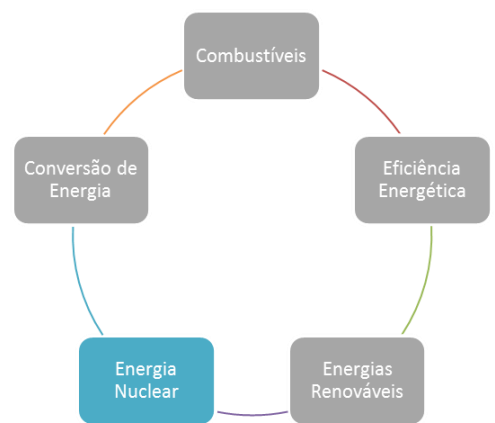 Combustíveis
Eficiência
Energética
Energias
Renováveis
Energia
Nuclear
Conversão de
Energia